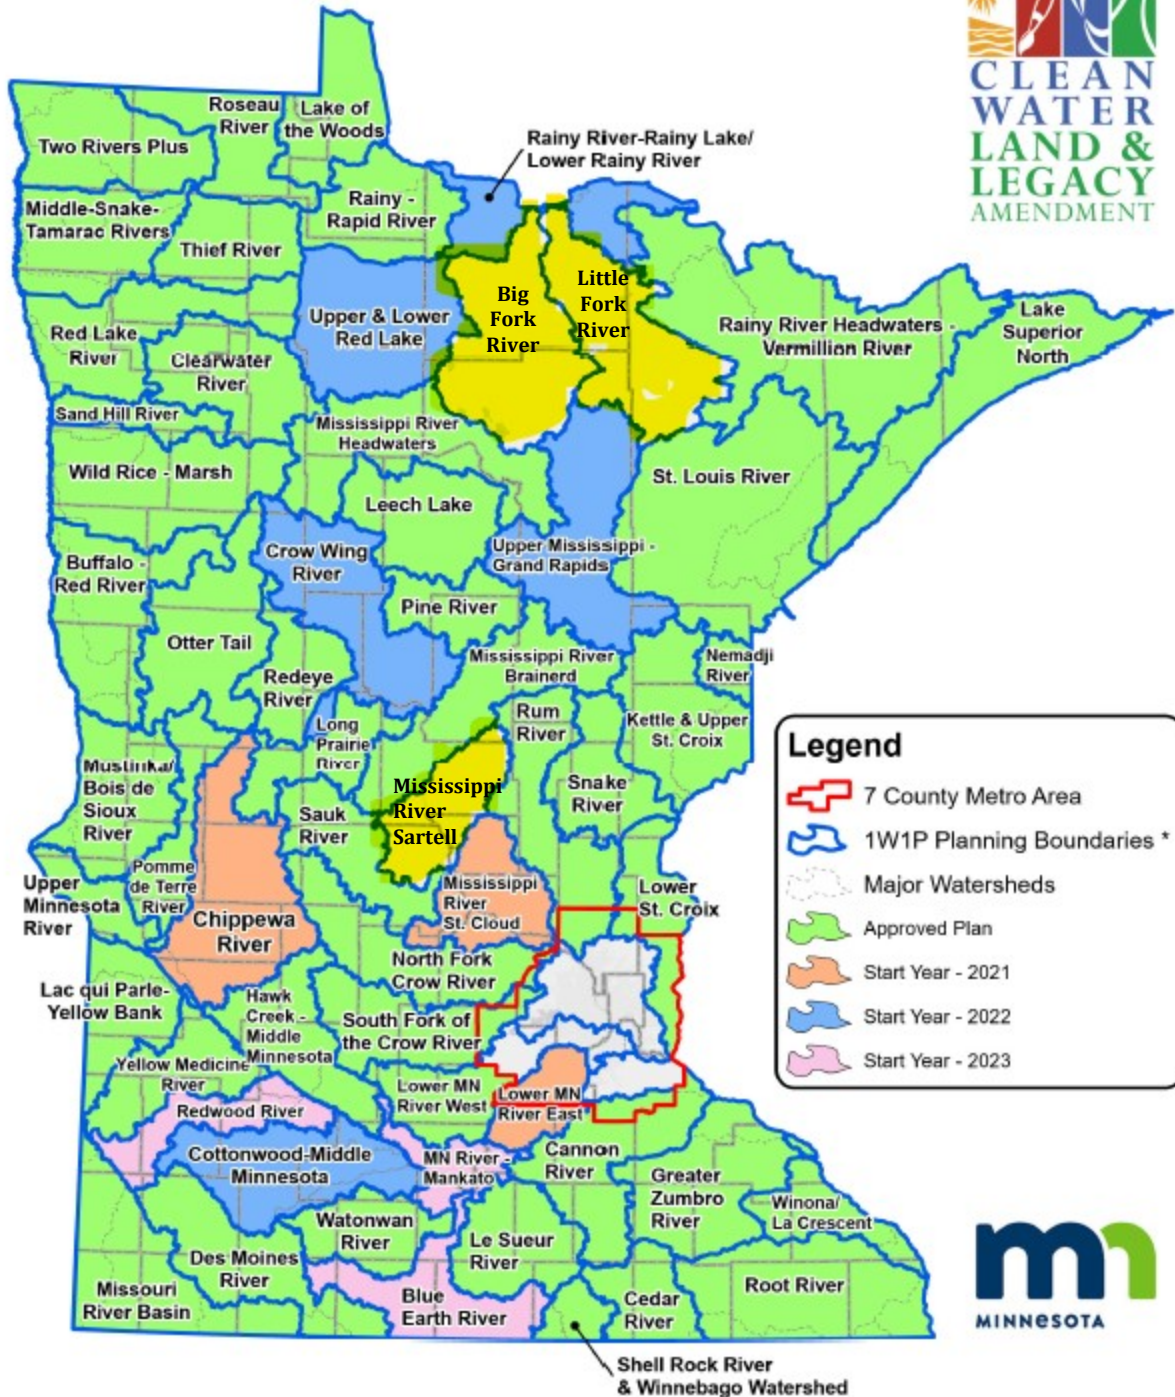 CLEAN
WATER
LAND &
LEGACY
AMENDMENT
Roseau
River
Lake of
the Woods
Two Rivers Plus
Rainy River-Rainy Lake/
Lower Rainy River
Middle-Snake-
Tamarac Rivers
Thief River
Rainy -
Rapid River
Big
Fork
River
Little
Fork
River
Upper & Lower
Red Lake
Red Lake
River
Clearwater
River
Rainy River Headwaters -
Vermillion River
Lake
Superior
North
Sand Hill River
Mississippi River
Headwaters
Wild Rice - Marsh
Leech Lake
St. Louis River
Buffalo -
Red River
Crow Wing
River
Upper Mississippi -
Grand Rapids
Pine River
Otter Tail
Redeye
River
Mississippi River
Brainerd
Nemadji
River
Long
Prairie
River
Rum
River
Kettle & Upper
St. Croix
Mustinka/
Bois de
Sioux
River
Sauk
River
Mississippi
River
Sartell
Snake
River
Pomme
de Terre
River
Upper
Minnesota
River
Chippewa
River
Mississippi
River
St. Cloud
Lower
St. Croix
North Fork
Crow River
Lac qui Parle-
Yellow Bank
Hawk
Creek -
Middle
Minnesota
South Fork of
the Crow River
Yellow Medicine
River
Lower MN
River West
Lower MN
River East
Redwood River
Cottonwood-Middle
Minnesota
MN River -
Mankato
Cannon
River
Greater
Zumbro
River
Winona/
La Crescent
Watonwan
River
Le Sueur
River
Des Moines
River
Missouri
River Basin
Blue
Earth River
Cedar
River
Root River
Shell Rock River
& Winnebago Watershed
Legend
7 County Metro Area
1W1P Planning Boundaries *
Major Watersheds
Approved Plan
Start Year - 2021
Start Year - 2022
Start Year - 2023
mn
MINNESOTA